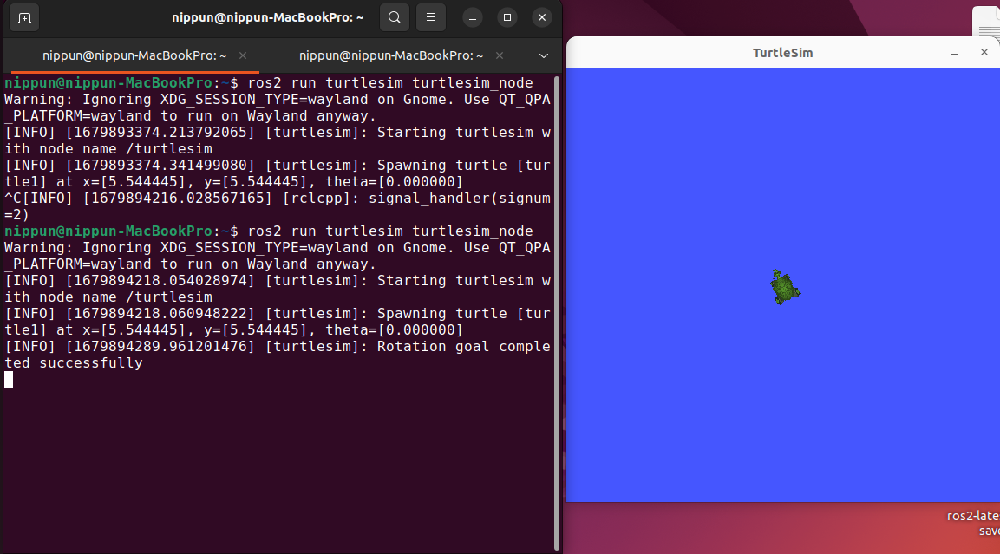 nippun@nippun-MacBookPro: ~
nippun@nippun-MacBookPro: ~
nippun@nippun-MacBookPro: ~
nippun@nippun-MacBookPro:~$ ros2 run turtlesim turtlesim_node
Warning: Ignoring XDG_SESSION_TYPE=wayland on Gnome. Use QT_QPA
_PLATFORM=wayland to run on Wayland anyway.
[INFO] [1679893374.213792065] [turtlesim]: Starting turtlesim w
ith node name /turtlesim
[INFO] [1679893374.341499080] [turtlesim]: Spawning turtle [tur
tle1] at x=[5.544445], y=[5.544445], theta=[0.000000]
^C[INFO] [1679894216.028567165] [rclcpp]: signal_handler(signum
=2)
nippun@nippun-MacBookPro:~$ ros2 run turtlesim turtlesim_node
Warning: Ignoring XDG_SESSION_TYPE=wayland on Gnome. Use QT_QPA
_PLATFORM=wayland to run on Wayland anyway.
[INFO] [1679894218.054028974] [turtlesim]: Starting turtlesim w
ith node name /turtlesim
[INFO] [1679894218.060948222] [turtlesim]: Spawning turtle [tur
tle1] at x=[5.544445], y=[5.544445], theta=[0.000000]
[INFO] [1679894289.961201476] [turtlesim]: Rotation goal comple
ted successfully
TurtleSim
ros2-late
save